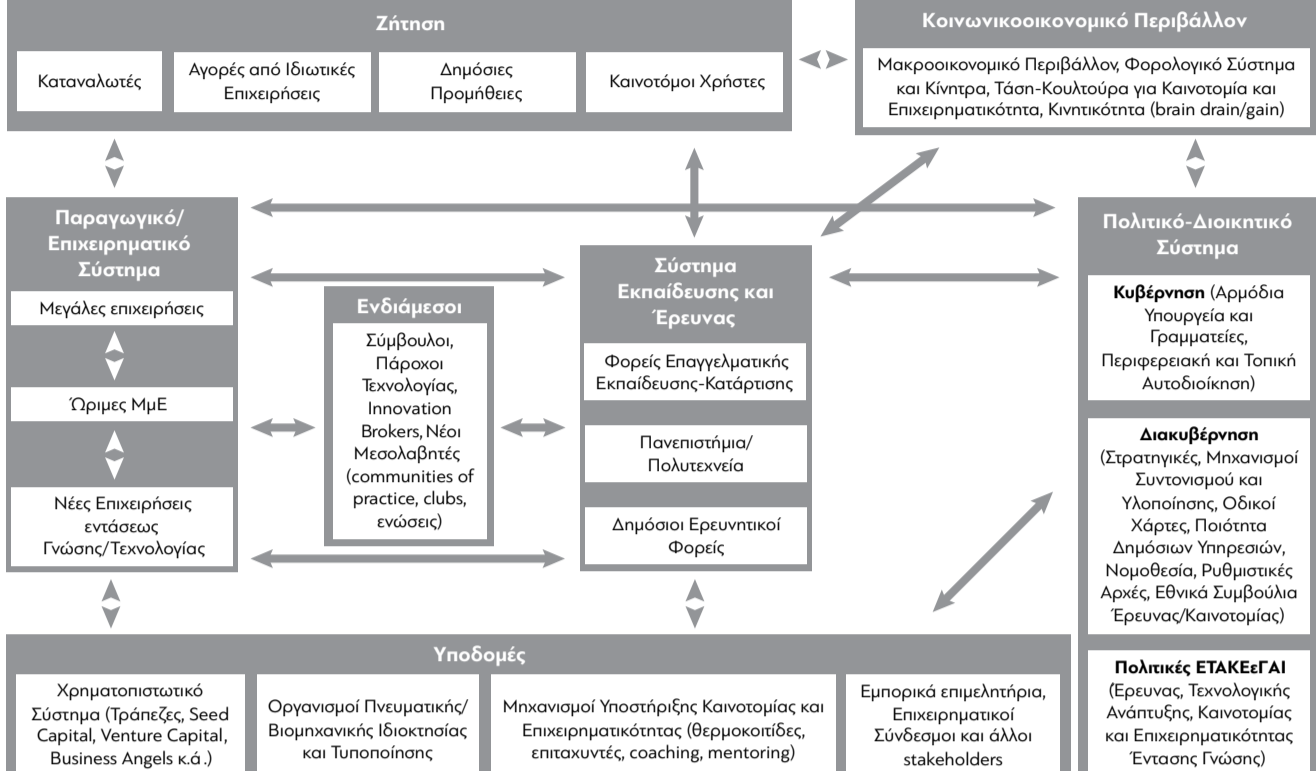 Ζήτηση
Καταναλωτές
Αγορές από Ιδιωτικές
Επιχειρήσεις
Δημόσιες
Προμήθειες
Καινοτόμοι Χρήστες
Κοινωνικοοικονομικό Περιβάλλον
Μακροοικονομικό Περιβάλλον, Φορολογικό Σύστημα
και Κίνητρα, Τάση-Κουλτούρα για Καινοτομία και
Επιχειρηματικότητα, Κινητικότητα (brain drain/gain)
Παραγωγικό/
Επιχειρηματικό
Σύστημα
Μεγάλες επιχειρήσεις
Ώριμες ΜμΕ
Νέες Επιχειρήσεις
εντάσεως
Γνώσης/Τεχνολογίας
Ενδιάμεσοι
Σύμβουλοι,
Πάροχοι
Τεχνολογίας,
Innovation
Brokers, Νέοι
Μεσολαβητές
(communities of
practice, clubs,
ενώσεις)
Σύστημα
Εκπαίδευσης και
Έρευνας
Φορείς Επαγγελματικής
Εκπαίδευσης-Κατάρτισης
Πανεπιστήμια/
Πολυτεχνεία
Δημόσιοι Ερευνητικοί
Φορείς
Πολιτικό-Διοικητικό
Σύστημα
Κυβέρνηση (Αρμόδια
Υπουργεία και
Γραμματείες,
Περιφερειακή και Τοπική
Αυτοδιοίκηση)
Διακυβέρνηση
(Στρατηγικές, Μηχανισμοί
Συντονισμού και
Υλοποίησης, Οδικοί
Χάρτες, Ποιότητα
Δημόσιων Υπηρεσιών,
Νομοθεσία, Ρυθμιστικές
Αρχές, Εθνικά Συμβούλια
Έρευνας/Καινοτομίας)
Πολιτικές ΕΤΑΚΕεΓΑΙ
(Έρευνας, Τεχνολογικής
Ανάπτυξης, Καινοτομίας
και Επιχειρηματικότητας
Έντασης Γνώσης)
Υποδομές
Χρηματοπιστωτικό
Σύστημα (Τράπεζες, Seed
Capital, Venture Capital,
Business Angels κ.ά.)
Οργανισμοί Πνευματικής/
Βιομηχανικής Ιδιοκτησίας
και Τυποποίησης
Μηχανισμοί Υποστήριξης Καινοτομίας και
Επιχειρηματικότητας (θερμοκοιτίδες,
επιταχυντές, coaching, mentoring)
Εμπορικά επιμελητήρια,
Επιχειρηματικοί
Σύνδεσμοι και άλλοι
stakeholders